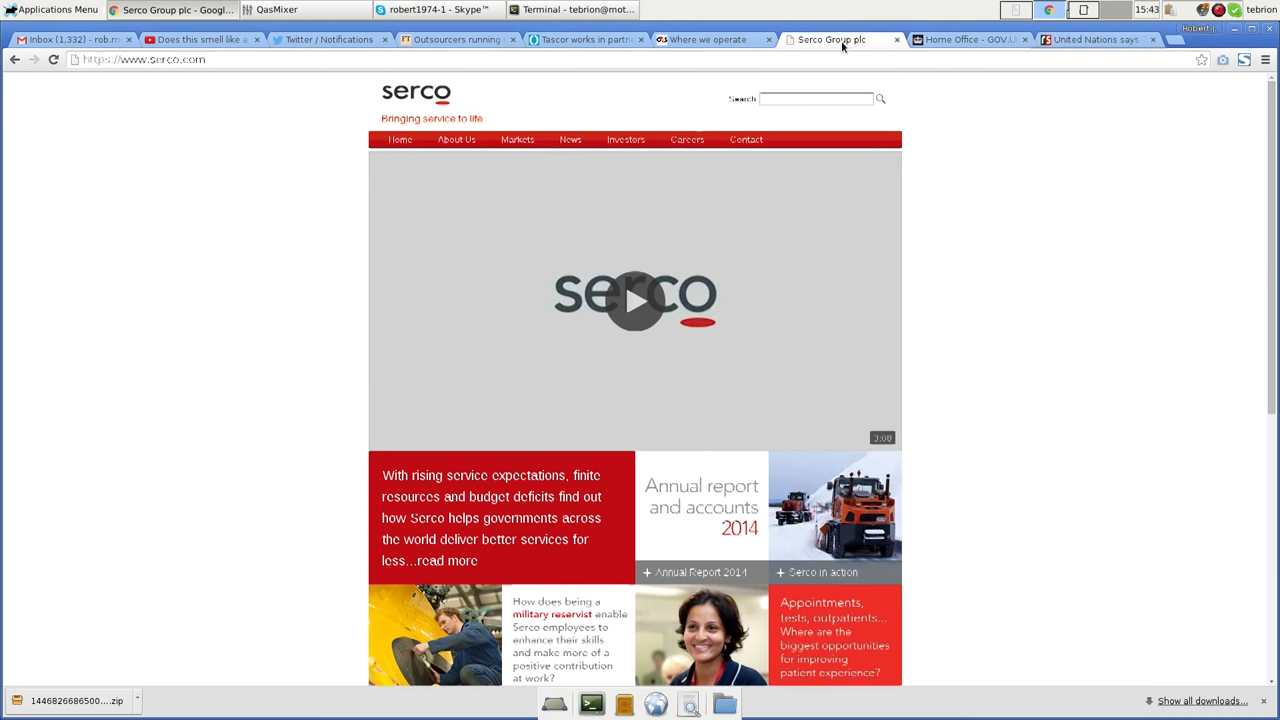 Applications Menu
Serco Group plc - Googl...
QasMixer
robert1974-1 - Skype™
Terminal - tebrion@mot...
15:43
tebrion
Inbox (1,332) - rob.m
Does this smell like a
Twitter / Notifications
Outsourcers running
Tascor works in partn
Where we operate
Serco Group plc
Home Office - GOV.U
United Nations says
Robert J.
https://www.serco.com
serco
Bringing service to life
Search
Home
About Us
Markets
News
Investors
Careers
Contact
serco
3:08
With rising service expectations, finite
resources and budget deficits find out
how Serco helps governments across
the world deliver better services for
less...read more
Annual report
and accounts
2014
+ Annual Report 2014
+ Serco in action
How does being a
military reservist enable
Serco employees to
enhance their skills
and make more of a
positive contribution
at work?
Appointments,
tests, outpatients...
Where are the
biggest opportunities
for improving
patient experience?
1446826686500....zip
Show all downloads...